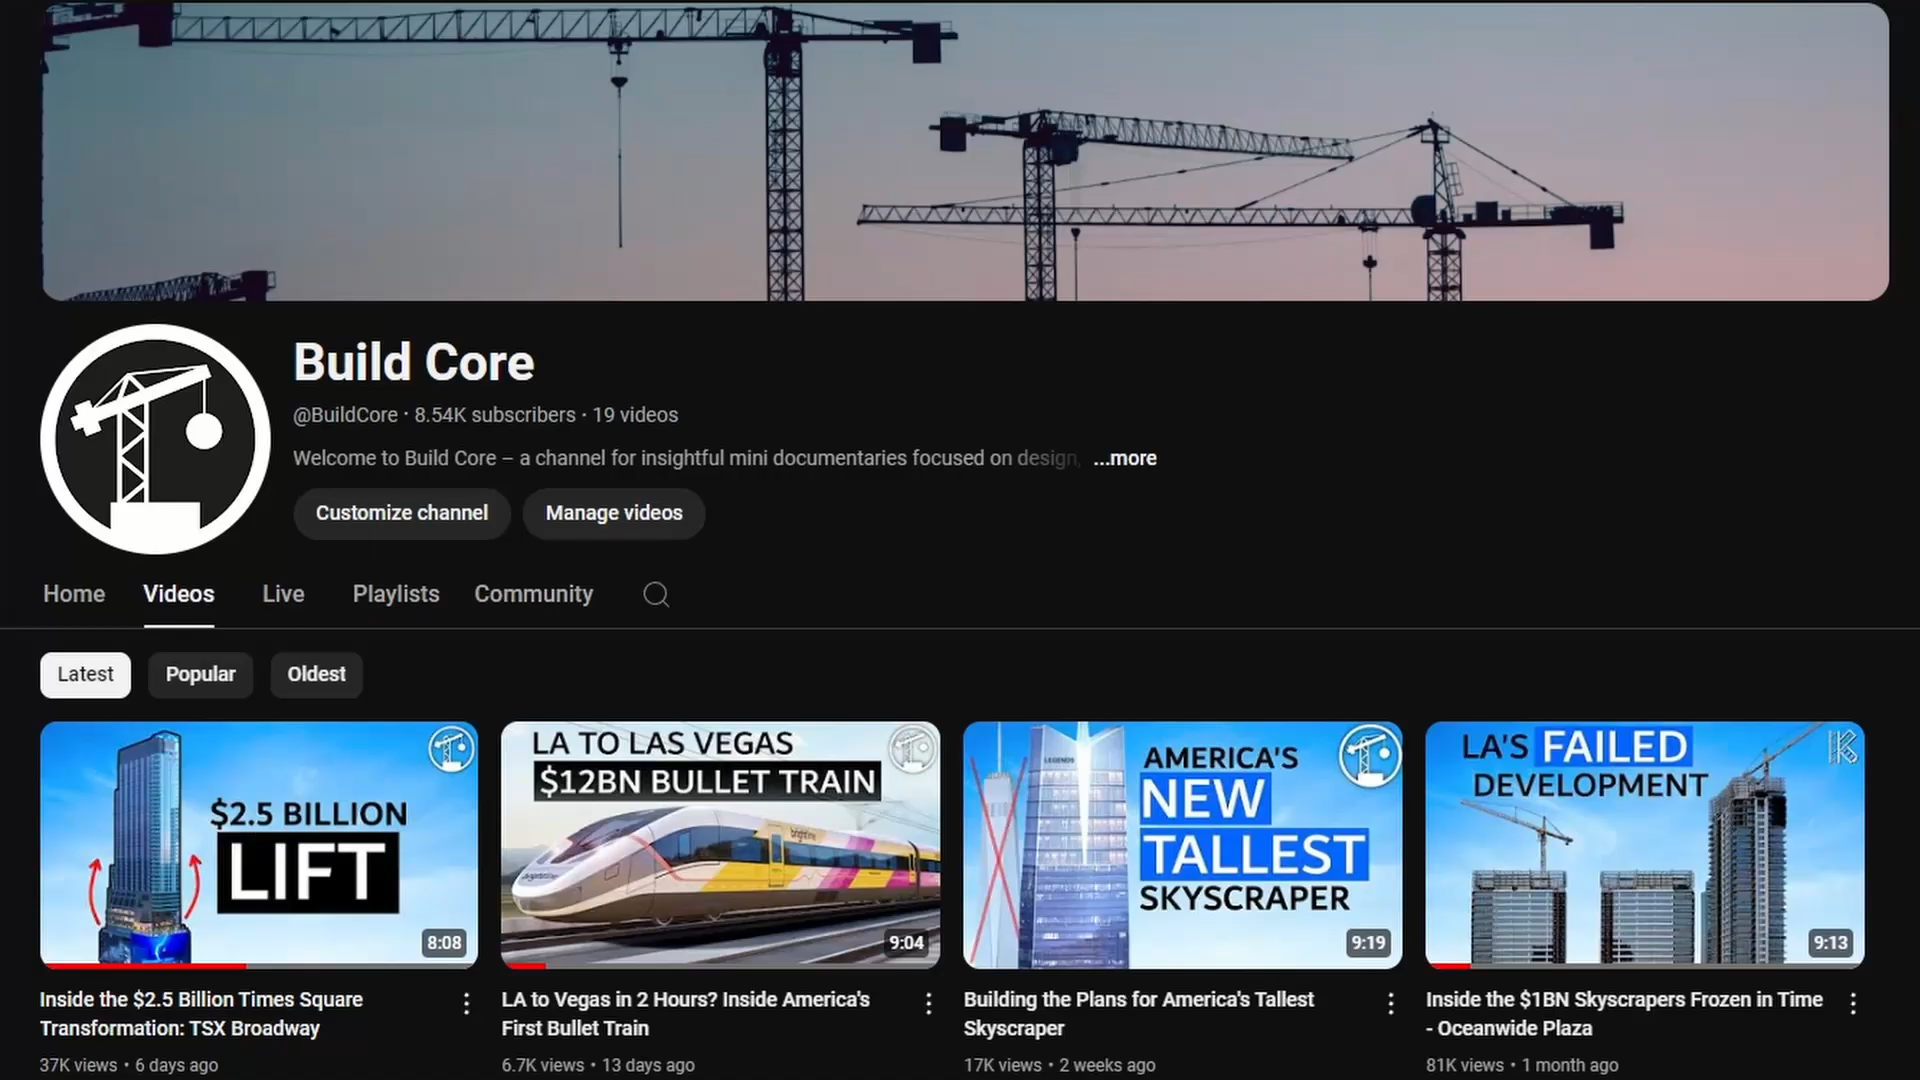 Build Core
@BuildCore · 8.54K subscribers · 19 videos
Welcome to Build Core – a channel for insightful mini documentaries focused on design, ...more
Customize channel
Manage videos
Home
Videos
Live
Playlists
Community
Latest
Popular
Oldest
$2.5 BILLION
LIFT
8:08
LA TO LAS VEGAS
$12BN BULLET TRAIN
brightline
9:04
LEGENDS
AMERICA'S
NEW
TALLEST
SKYSCRAPER
9:19
LA'S FAILED
DEVELOPMENT
9:13
Inside the $2.5 Billion Times Square
Transformation: TSX Broadway
37K views · 6 days ago
LA to Vegas in 2 Hours? Inside America's
First Bullet Train
6.7K views · 13 days ago
Building the Plans for America's Tallest
Skyscraper
17K views · 2 weeks ago
Inside the $1BN Skyscrapers Frozen in Time
- Oceanwide Plaza
81K views · 1 month ago